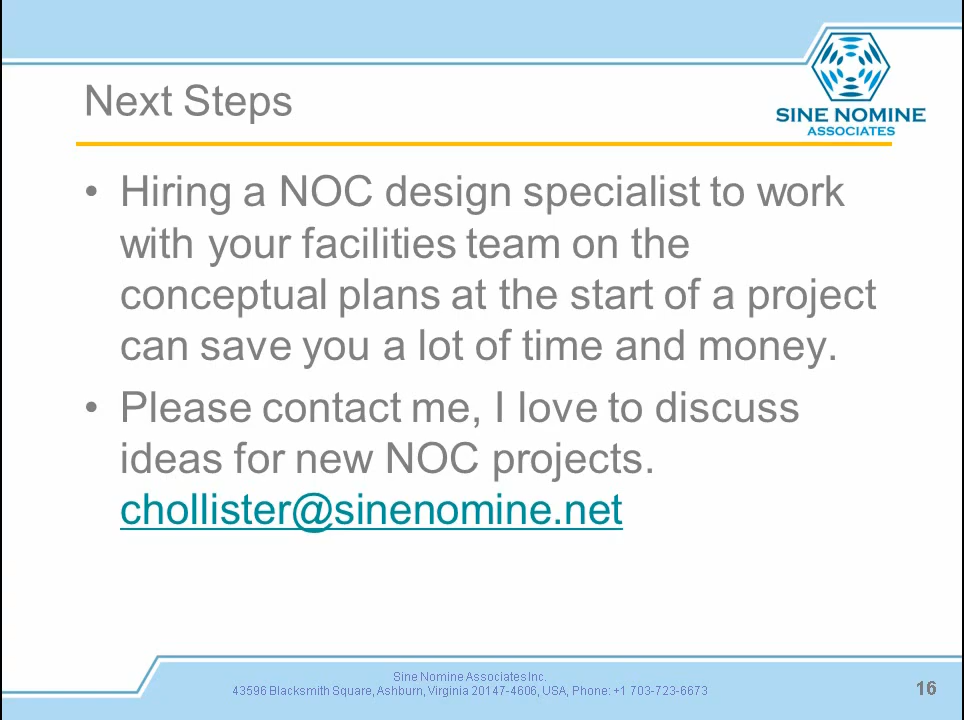 SINE NOMINE
ASSOCIATES
Next Steps
• Hiring a NOC design specialist to work
with your facilities team on the
conceptual plans at the start of a project
can save you a lot of time and money.
• Please contact me, I love to discuss
ideas for new NOC projects.
chollister@sinenomine.net
Sine Nomine Associates Inc.
43596 Blacksmith Square, Ashburn, Virginia 20147-4606, USA, Phone: +1 703-723-6673
16